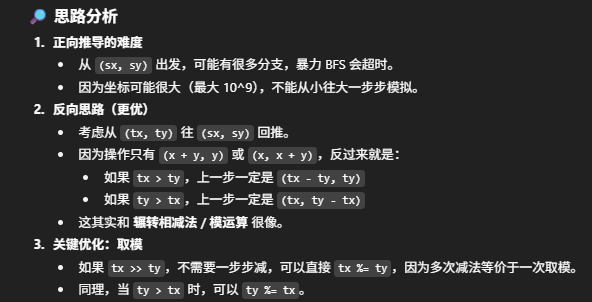 🔎 思路分析
1. 正向推导的难度
• 从 (sx, sy) 出发，可能有很多分支，暴力 BFS 会超时。
• 因为坐标可能很大（最大 10^9），不能从小往大一步步模拟。
2. 反向思路（更优）
• 考虑从 (tx, ty) 往 (sx, sy) 回推。
• 因为操作只有 (x + y, y) 或 (x, x + y)，反过来就是：
• 如果 tx > ty，上一步一定是 (tx - ty, ty)
• 如果 ty > tx，上一步一定是 (tx, ty - tx)
• 这其实和 辗转相减法 / 模运算 很像。
3. 关键优化：取模
• 如果 tx >> ty，不需要一步步减，可以直接 tx %= ty，因为多次减法等价于一次取模。
• 同理，当 ty > tx 时，可以 ty %= tx。